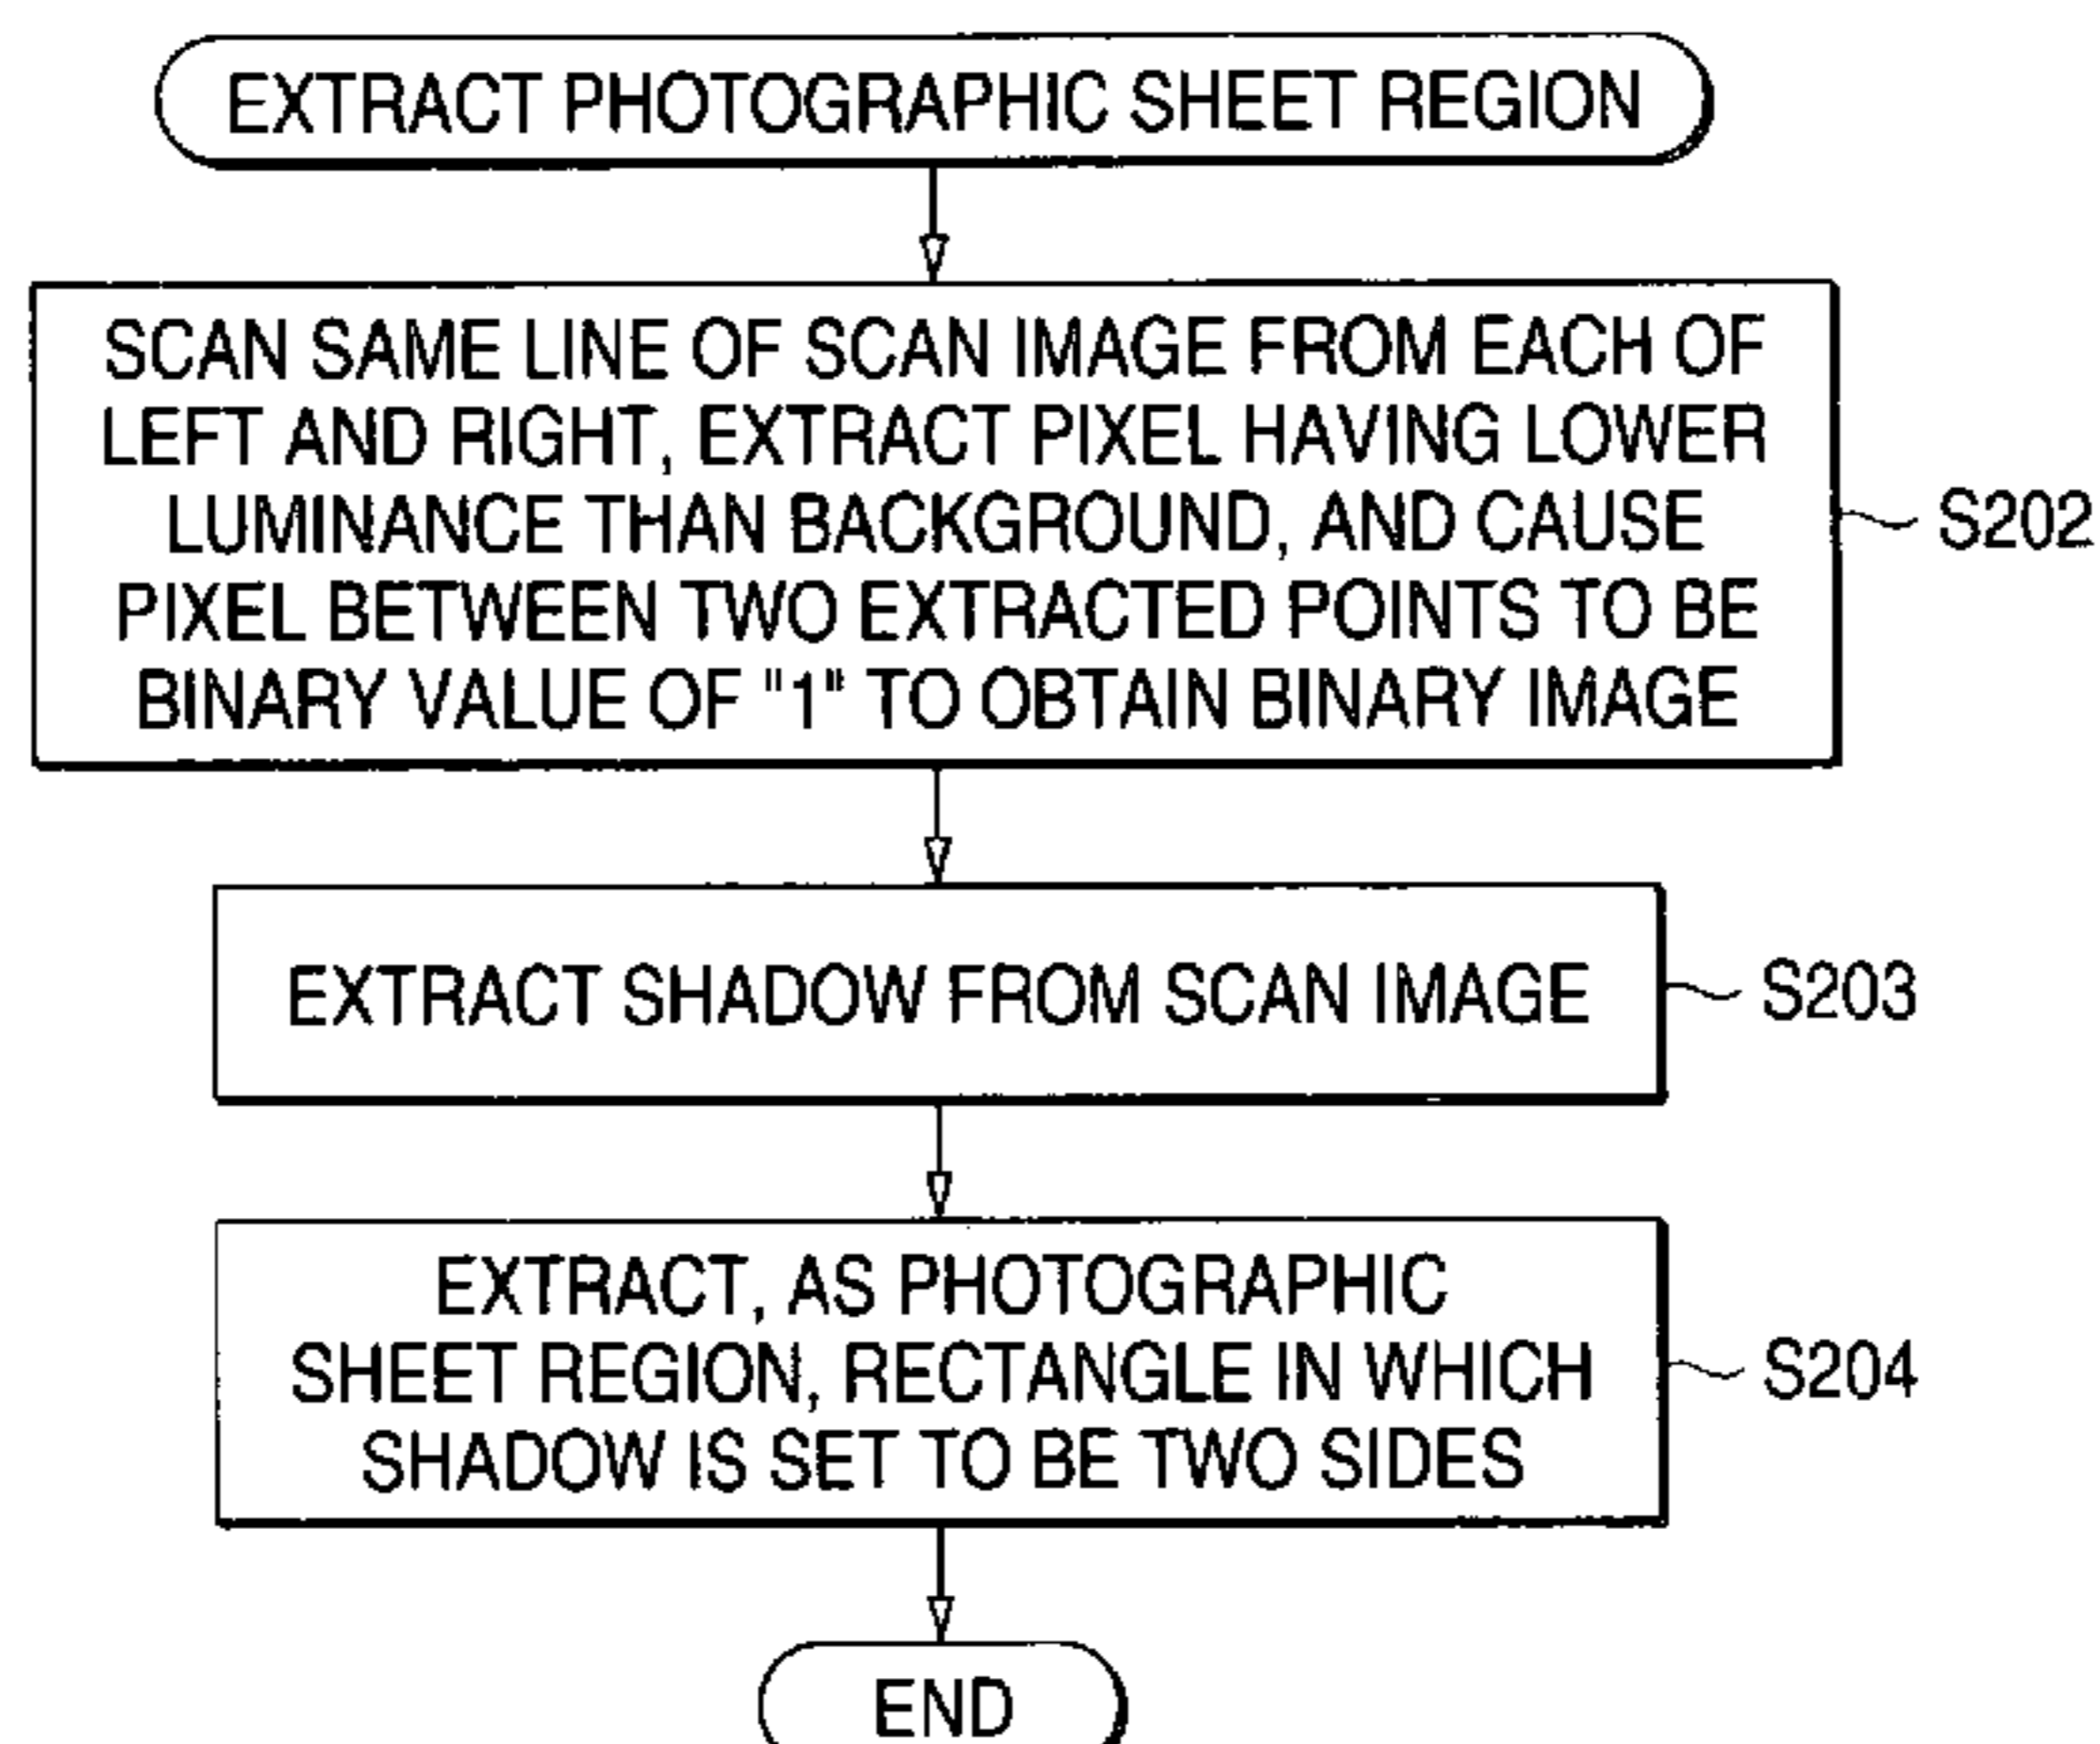 EXTRACT PHOTOGRAPHIC SHEET REGION
SCAN SAME LINE OF SCAN IMAGE FROM EACH OF
LEFT AND RIGHT, EXTRACT PIXEL HAVING LOWER
LUMINANCE THAN BACKGROUND, AND CAUSE
PIXEL BETWEEN TWO EXTRACTED POINTS TO BE
BINARY VALUE OF "1" TO OBTAIN BINARY IMAGE
S202
EXTRACT SHADOW FROM SCAN IMAGE
S203
EXTRACT, AS PHOTOGRAPHIC
SHEET REGION, RECTANGLE IN WHICH
SHADOW IS SET TO BE TWO SIDES
S204
END